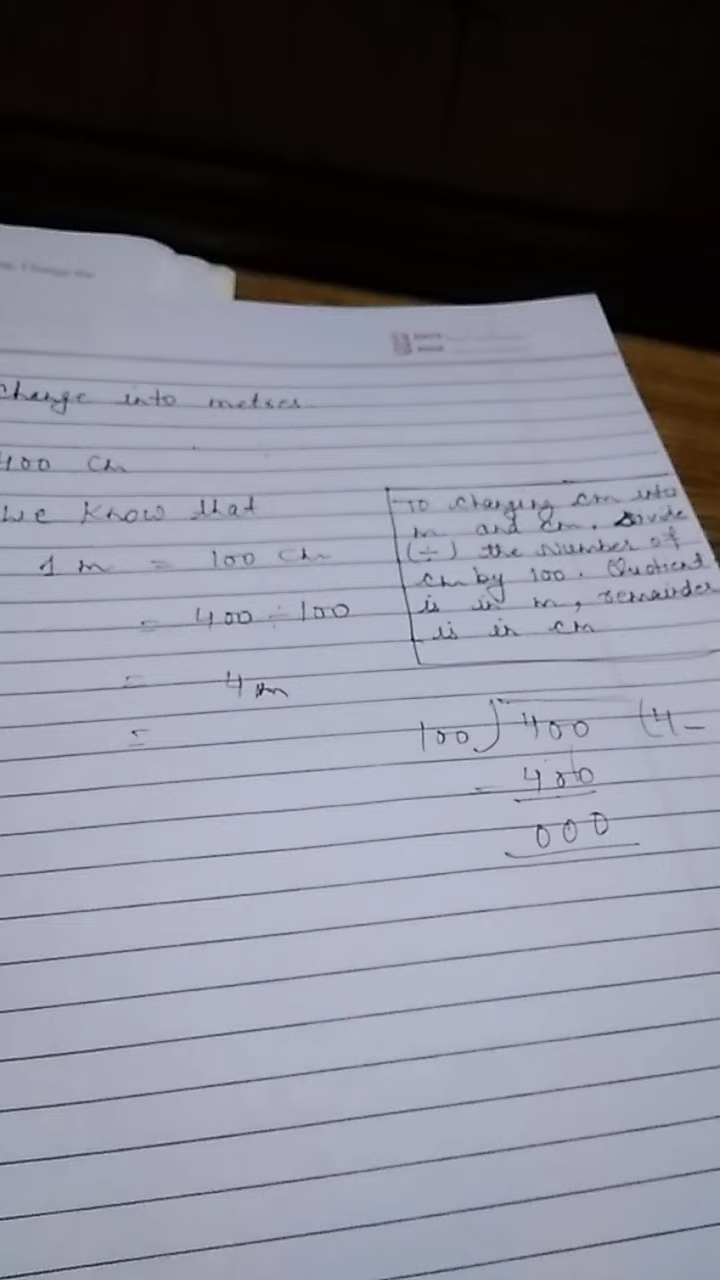 Change into metres.
400 cm
We know that
1 m = 100 cm
= 400 ÷ 100
= 4 m
=
To changing cm into
m and cm, Divide
(÷) the number of
cm by 100. Quotient
is in m, remainder
is in cm
100) 400 (4
- 400
000